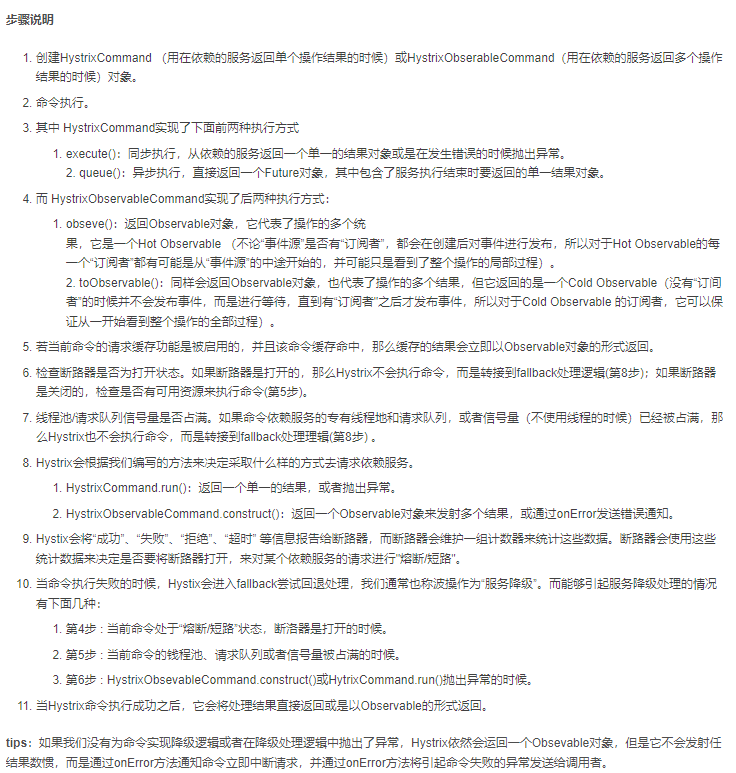 步骤说明
1. 创建HystrixCommand （用在依赖的服务返回单个操作结果的时候）或HystrixObserableCommand（用在依赖的服务返回多个操作
结果的时候）对象。
2. 命令执行。
3. 其中 HystrixCommand实现了下面前两种执行方式
1. execute()：同步执行，从依赖的服务返回一个单一的结果对象或是在发生错误的时候抛出异常。
2. queue()：异步执行，直接返回一个Future对象，其中包含了服务执行结束时要返回的单一结果对象。
4. 而 HystrixObservableCommand实现了后两种执行方式：
1. obseve()：返回Observable对象，它代表了操作的多个统
果，它是一个Hot Observable （不论“事件源”是否有“订阅者”，都会在创建后对事件进行发布，所以对于Hot Observable的每
一个“订阅者”都有可能是从“事件源”的中途开始的，并可能只是看到了整个操作的局部过程）。
2. toObservable()：同样会返回Observable对象，也代表了操作的多个结果，但它返回的是一个Cold Observable（没有“订间
者”的时候并不会发布事件，而是进行等待，直到有“订阅者”之后才发布事件，所以对于Cold Observable 的订阅者，它可以保
证从一开始看到整个操作的全部过程）。
5. 若当前命令的请求缓存功能是被启用的，并且该命令缓存命中，那么缓存的结果会立即以Observable对象的形式返回。
6. 检查断路器是否为打开状态。如果断路器是打开的，那么Hystrix不会执行命令，而是转接到fallback处理逻辑(第8步)；如果断路器
是关闭的，检查是否有可用资源来执行命令(第5步)。
7. 线程池/请求队列信号量是否占满。如果命令依赖服务的专有线程地和请求队列，或者信号量（不使用线程的时候）已经被占满，那
么Hystrix也不会执行命令，而是转接到fallback处理理辑(第8步) 。
8. Hystrix会根据我们编写的方法来决定采取什么样的方式去请求依赖服务。
1. HystrixCommand.run()：返回一个单一的结果，或者抛出异常。
2. HystrixObservableCommand.construct()：返回一个Observable对象来发射多个结果，或通过onError发送错误通知。
9. Hystix会将“成功”、“失败”、“拒绝”、“超时” 等信息报告给断路器，而断路器会维护一组计数器来统计这些数据。断路器会使用这些
统计数据来决定是否要将断路器打开，来对某个依赖服务的请求进行"熔断/短路"。
10. 当命令执行失败的时候，Hystix会进入fallback尝试回退处理，我们通常也称波操作为“服务降级”。而能够引起服务降级处理的情况
有下面几种：
1. 第4步 : 当前命令处于“熔断/短路”状态，断洛器是打开的时候。
2. 第5步 : 当前命令的钱程池、请求队列或者信号量被占满的时候。
3. 第6步 : HystrixObsevableCommand.construct()或HytrixCommand.run()抛出异常的时候。
11. 当Hystrix命令执行成功之后，它会将处理结果直接返回或是以Observable的形式返回。
tips：如果我们没有为命令实现降级逻辑或者在降级处理逻辑中抛出了异常，Hystrix依然会运回一个Obsevable对象，但是它不会发射任
结果数惯，而是通过onError方法通知命令立即中断请求，并通过onError方法将引起命令失败的异常发送给调用者。